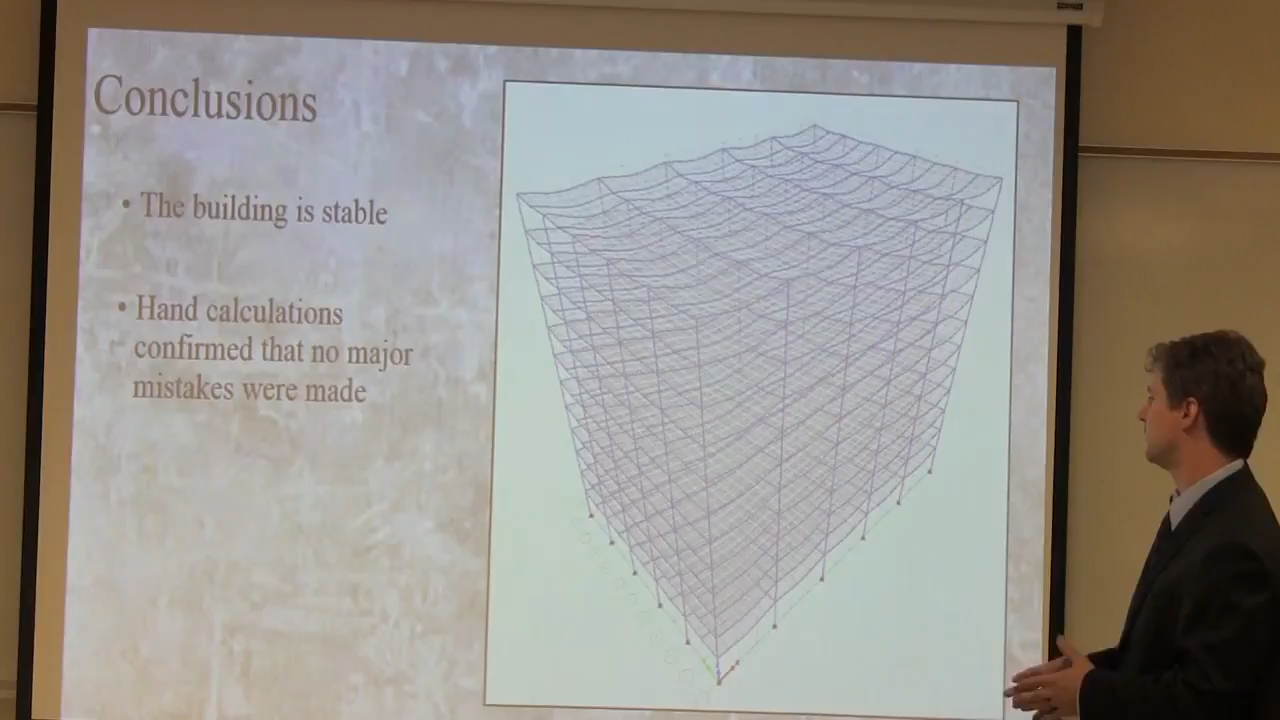 Conclusions
• The building is stable
• Hand calculations
confirmed that no major
mistakes were made